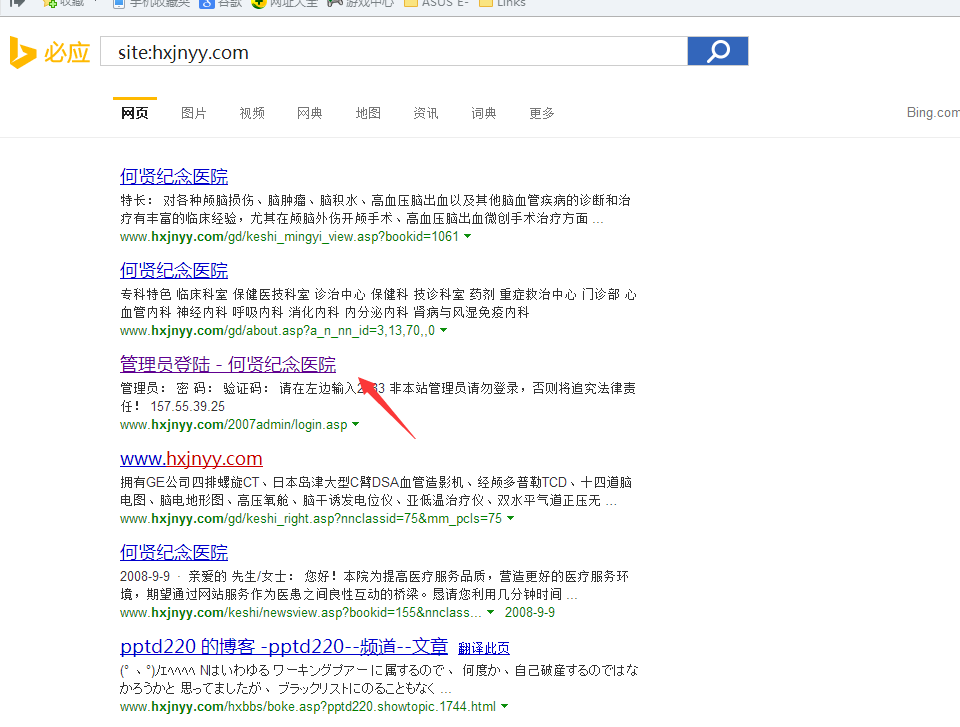 收藏 手机收藏夹 谷歌 网址大全 游戏中心 ASUS E- Links
必应 site:hxjnyy.com
网页 图片 视频 网典 地图 资讯 词典 更多 Bing.com
何贤纪念医院
特长： 对各种颅脑损伤、脑肿瘤、脑积水、高血压脑出血以及其他脑血管疾病的诊断和治
疗有丰富的临床经验，尤其在颅脑外伤开颅手术、高血压脑出血微创手术治疗方面 ...
www.hxjnyy.com/gd/keshi_mingyi_view.asp?bookid=1061
何贤纪念医院
专科特色 临床科室 保健医技科室 诊治中心 保健科 技诊科室 药剂 重症救治中心 门诊部 心
血管内科 神经内科 呼吸内科 消化内科 内分泌内科 肾病与风湿免疫内科
www.hxjnyy.com/gd/about.asp?a_n_nn_id=3,13,70,,0
管理员登陆 - 何贤纪念医院
管理员： 密 码： 验证码： 请在左边输入 非本站管理员请勿登录，否则将追究法律责
任！ 157.55.39.25
www.hxjnyy.com/2007admin/login.asp
www.hxjnyy.com
拥有GE公司四排螺旋CT、日本岛津大型C臂DSA血管造影机、经颅多普勒TCD、十四道脑
电图、脑电地形图、高压氧舱、脑干诱发电位仪、亚低温治疗仪、双水平气道正压无 ...
www.hxjnyy.com/gd/keshi_right.asp?nnclassid=75&mm_pcls=75
何贤纪念医院
2008-9-9 · 亲爱的 先生/女士： 您好！本院为提高医疗服务品质，营造更好的医疗服务环
境，期望通过网站服务作为医患之间良性互动的桥梁。恳请您利用几分钟时间 ...
www.hxjnyy.com/keshi/newsview.asp?bookid=155&nnclass... 2008-9-9
pptd220 的博客 -pptd220--频道--文章 翻译此页
(ﾟ､ﾟ)/ｴﾍﾍﾍﾍ Nはいわゆる ワーキングプアー に属するので、 何度か、自己破産するのではな
かろうかと 思ってましたが、 ブラックリストにのることもなく ...
www.hxjnyy.com/hxbbs/boke.asp?pptd220.showtopic.1744.html